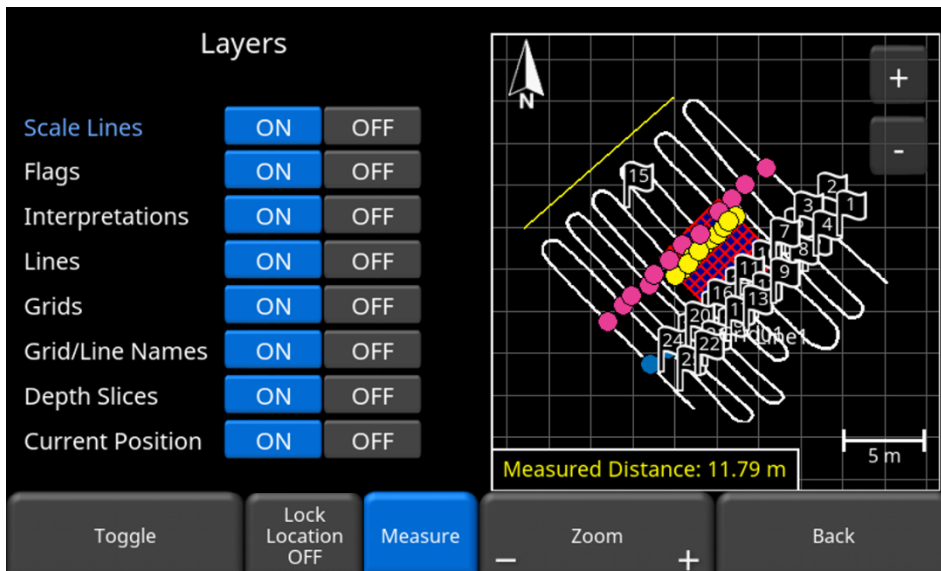 Layers
Scale Lines ON OFF
Flags ON OFF
Interpretations ON OFF
Lines ON OFF
Grids ON OFF
Grid/Line Names ON OFF
Depth Slices ON OFF
Current Position ON OFF
N
+
-
15
2
3
1
4
7
8
11
9
16
13
20
24
22
5 m
Measured Distance: 11.79 m
Toggle
Lock
Location
OFF
Measure
Zoom
− +
Back